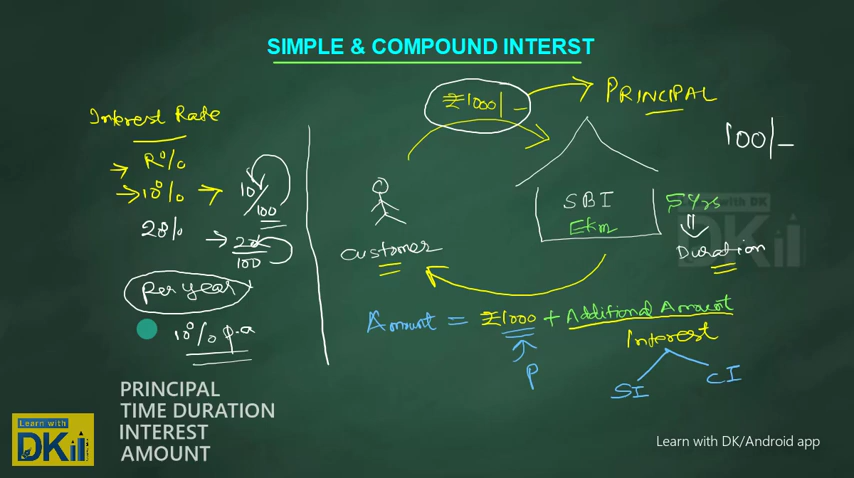 SIMPLE & COMPOUND INTERST
Interest Rate
→ R%
→ 10% → 10/100
20% → 20/100
Per year
10% p.a
₹1000/- → PRINCIPAL
100/-
customer
SBI
Ekm
5 Yrs
Duration
Amount = ₹1000 + Additional Amount
Interest
P
SI CI
PRINCIPAL
TIME DURATION
INTEREST
AMOUNT
Learn with
DK
Learn with DK/Android app